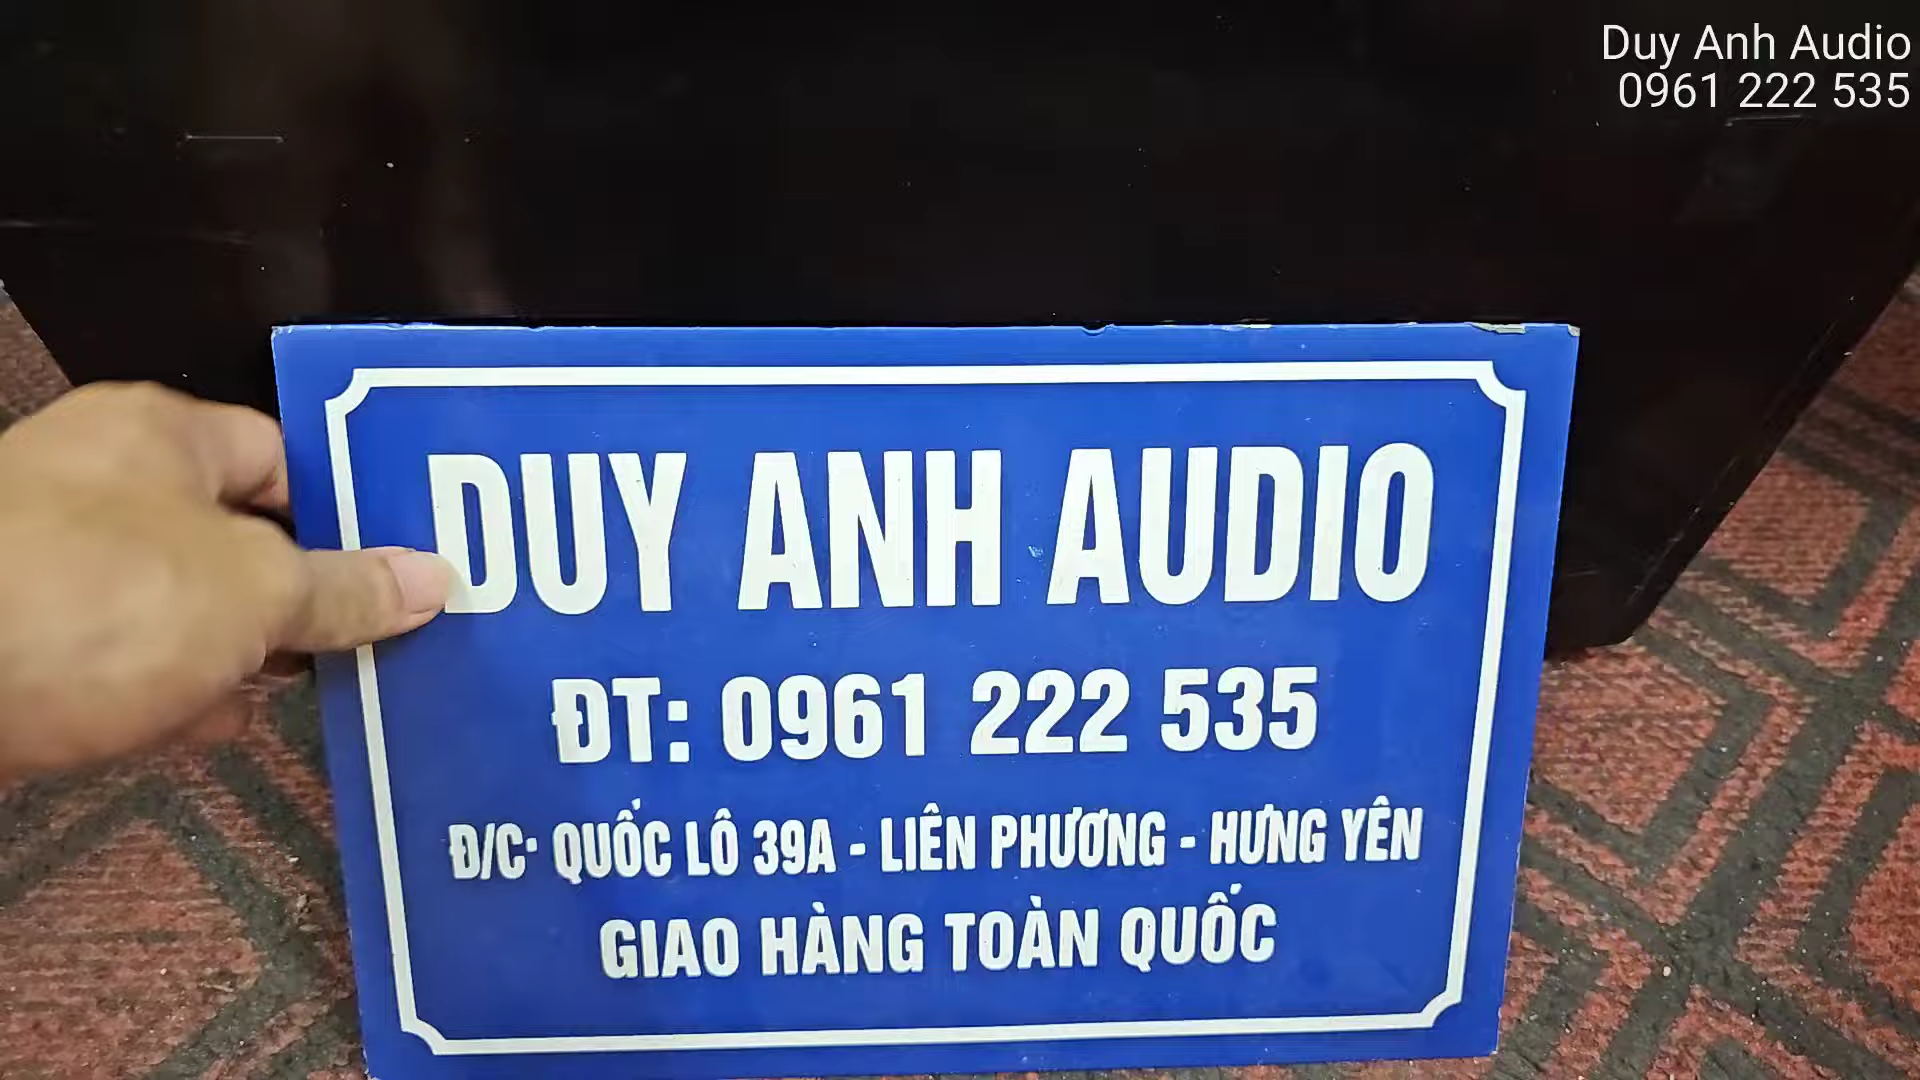 Duy Anh Audio
0961 222 535
DUY ANH AUDIO
ĐT: 0961 222 535
Đ/C: QUỐC LÔ 39A - LIÊN PHƯƠNG - HƯNG YÊN
GIAO HÀNG TOÀN QUỐC